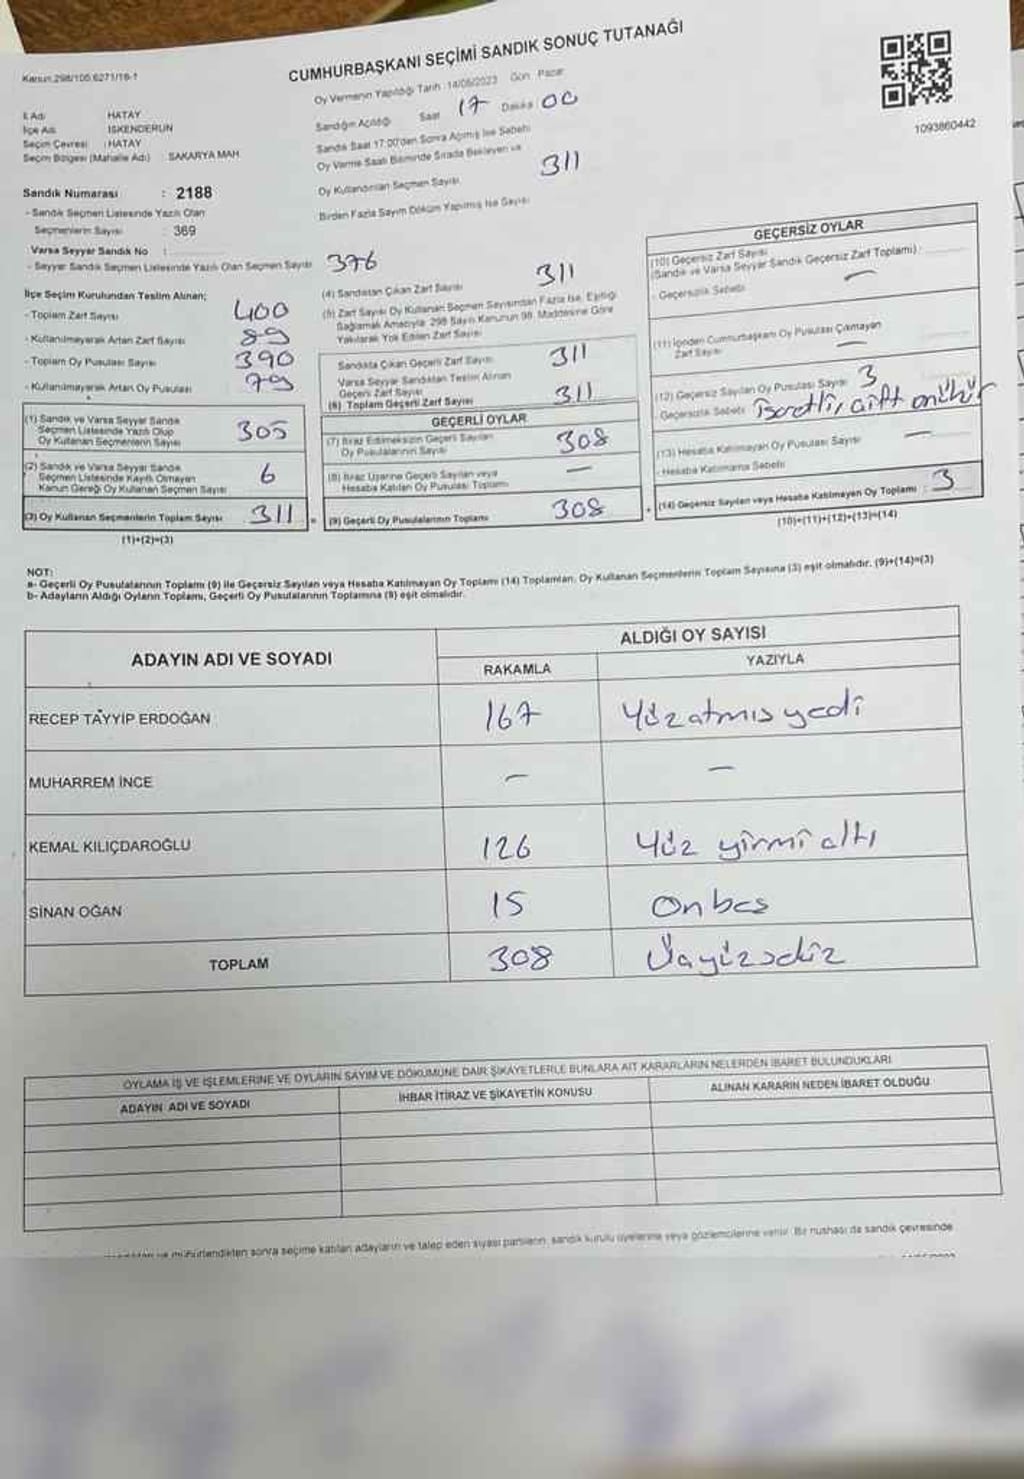 CUMHURBAŞKANI SEÇİMİ SANDIK SONUÇ TUTANAĞI
Kanun 298/105 6271/16-1
Oy Vermenin Yapıldığı Tarih : 14/05/2023 Gün Pazar
İl Adı HATAY
İlçe Adı İSKENDERUN
Seçim Çevresi : HATAY
Seçim Bölgesi (Mahalle Adı) : SAKARYA MAH
Sandık Numarası : 2188
- Sandık Seçmen Listesinde Yazılı Olan
Seçmenlerin Sayısı : 369
Varsa Seyyar Sandık No :
- Seyyar Sandık Seçmen Listesinde Yazılı Olan Seçmen Sayısı 376
Sandığın Açıldığı Saat 17 Dakika 00
Sandık Saat 17:00'den Sonra Açılmış İse Sebebi
Oy Verme Saati Bitiminde Sırada Bekleyen ve
Oy Kullandırılan Seçmen Sayısı 311
Birden Fazla Sayım Döküm Yapılmış İse Sayısı
1093860442
İlçe Seçim Kurulundan Teslim Alınan;
- Toplam Zarf Sayısı 400
- Kullanılmayarak Artan Zarf Sayısı 89
- Toplam Oy Pusulası Sayısı 390
- Kullanılmayarak Artan Oy Pusulası 79
(1) Sandık ve Varsa Seyyar Sandık
Seçmen Listesinde Yazılı Olup
Oy Kullanan Seçmenlerin Sayısı 305
(2) Sandık ve Varsa Seyyar Sandık
Seçmen Listesinde Kayıtlı Olmayan
Kanun Gereği Oy Kullanan Seçmen Sayısı 6
(3) Oy Kullanan Seçmenlerin Toplam Sayısı 311
(1)+(2)=(3)
(4) Sandıktan Çıkan Zarf Sayısı 311
(5) Zarf Sayısı Oy Kullanan Seçmen Sayısından Fazla İse, Eşitliği
Sağlamak Amacıyla 298 Sayılı Kanunun 98. Maddesine Göre
Yakılarak Yok Edilen Zarf Sayısı
Sandıkta Çıkan Geçerli Zarf Sayısı 311
Varsa Seyyar Sandıktan Teslim Alınan
Geçerli Zarf Sayısı
(6) Toplam Geçerli Zarf Sayısı 311
GEÇERLİ OYLAR
(7) İtiraz Edilmeksizin Geçerli Sayılan
Oy Pusulalarının Sayısı 308
(8) İtiraz Üzerine Geçerli Sayılan veya
Hesaba Katılan Oy Pusulası Toplamı —
(9) Geçerli Oy Pusulalarının Toplamı 308
GEÇERSİZ OYLAR
(10) Geçersiz Zarf Sayısı
(Sandık ve Varsa Seyyar Sandık Geçersiz Zarf Toplamı) :
- Geçersizlik Sebebi —
(11) İçinden Cumhurbaşkanı Oy Pusulası Çıkmayan
Zarf Sayısı —
(12) Geçersiz Sayılan Oy Pusulası Sayısı 3
- Geçersizlik Sebebi İşaretli, çift mühür
(13) Hesaba Katılmayan Oy Pusulası Sayısı —
- Hesaba Katılmama Sebebi
(14) Geçersiz Sayılan veya Hesaba Katılmayan Oy Toplamı 3
(10)+(11)+(12)+(13)=(14)
NOT:
a- Geçerli Oy Pusulalarının Toplamı (9) ile Geçersiz Sayılan veya Hesaba Katılmayan Oy Toplamı (14) Toplamları, Oy Kullanan Seçmenlerin Toplam Sayısına (3) eşit olmalıdır. (9)+(14)=(3)
b- Adayların Aldığı Oyların Toplamı, Geçerli Oy Pusulalarının Toplamına (9) eşit olmalıdır.
ADAYIN ADI VE SOYADI
ALDIĞI OY SAYISI
RAKAMLA YAZIYLA
RECEP TAYYİP ERDOĞAN 167 Yüzatmış yedi
MUHARREM İNCE — —
KEMAL KILIÇDAROĞLU 126 Yüz yirmi altı
SİNAN OĞAN 15 Onbeş
TOPLAM 308 Üçyüzsekiz
OYLAMA İŞ VE İŞLEMLERİNE VE OYLARIN SAYIM VE DÖKÜMÜNE DAİR ŞİKAYETLERLE BUNLARA AİT KARARLARIN NELERDEN İBARET BULUNDUKLARI
ADAYIN ADI VE SOYADI İHBAR İTİRAZ VE ŞİKAYETİN KONUSU ALINAN KARARIN NEDEN İBARET OLDUĞU
mühürlendikten sonra seçime katılan adayların ve talep eden siyasi partilerin, sandık kurulu üyelerine veya gözlemcilerine verilir. Bir nüshası da sandık çevresinde